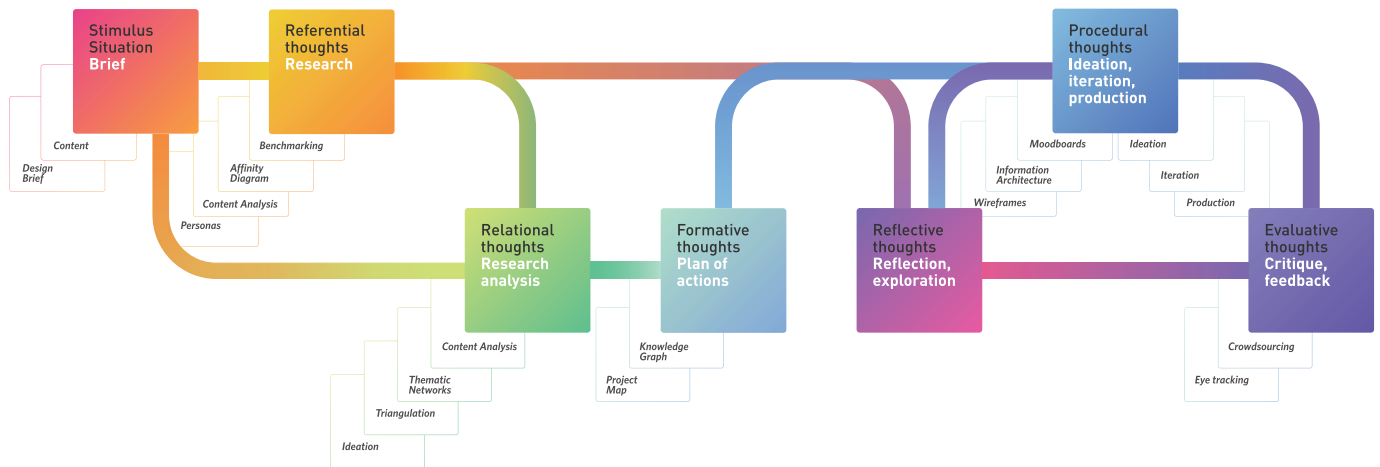 Stimulus
Situation
Brief
Content
Design
Brief
Referential
thoughts
Research
Benchmarking
Affinity
Diagram
Content Analysis
Personas
Relational
thoughts
Research
analysis
Content Analysis
Thematic
Networks
Triangulation
Ideation
Formative
thoughts
Plan of
actions
Knowledge
Graph
Project
Map
Reflective
thoughts
Reflection,
exploration
Procedural
thoughts
Ideation,
iteration,
production
Moodboards
Information
Architecture
Wireframes
Ideation
Iteration
Production
Evaluative
thoughts
Critique,
feedback
Crowdsourcing
Eye tracking